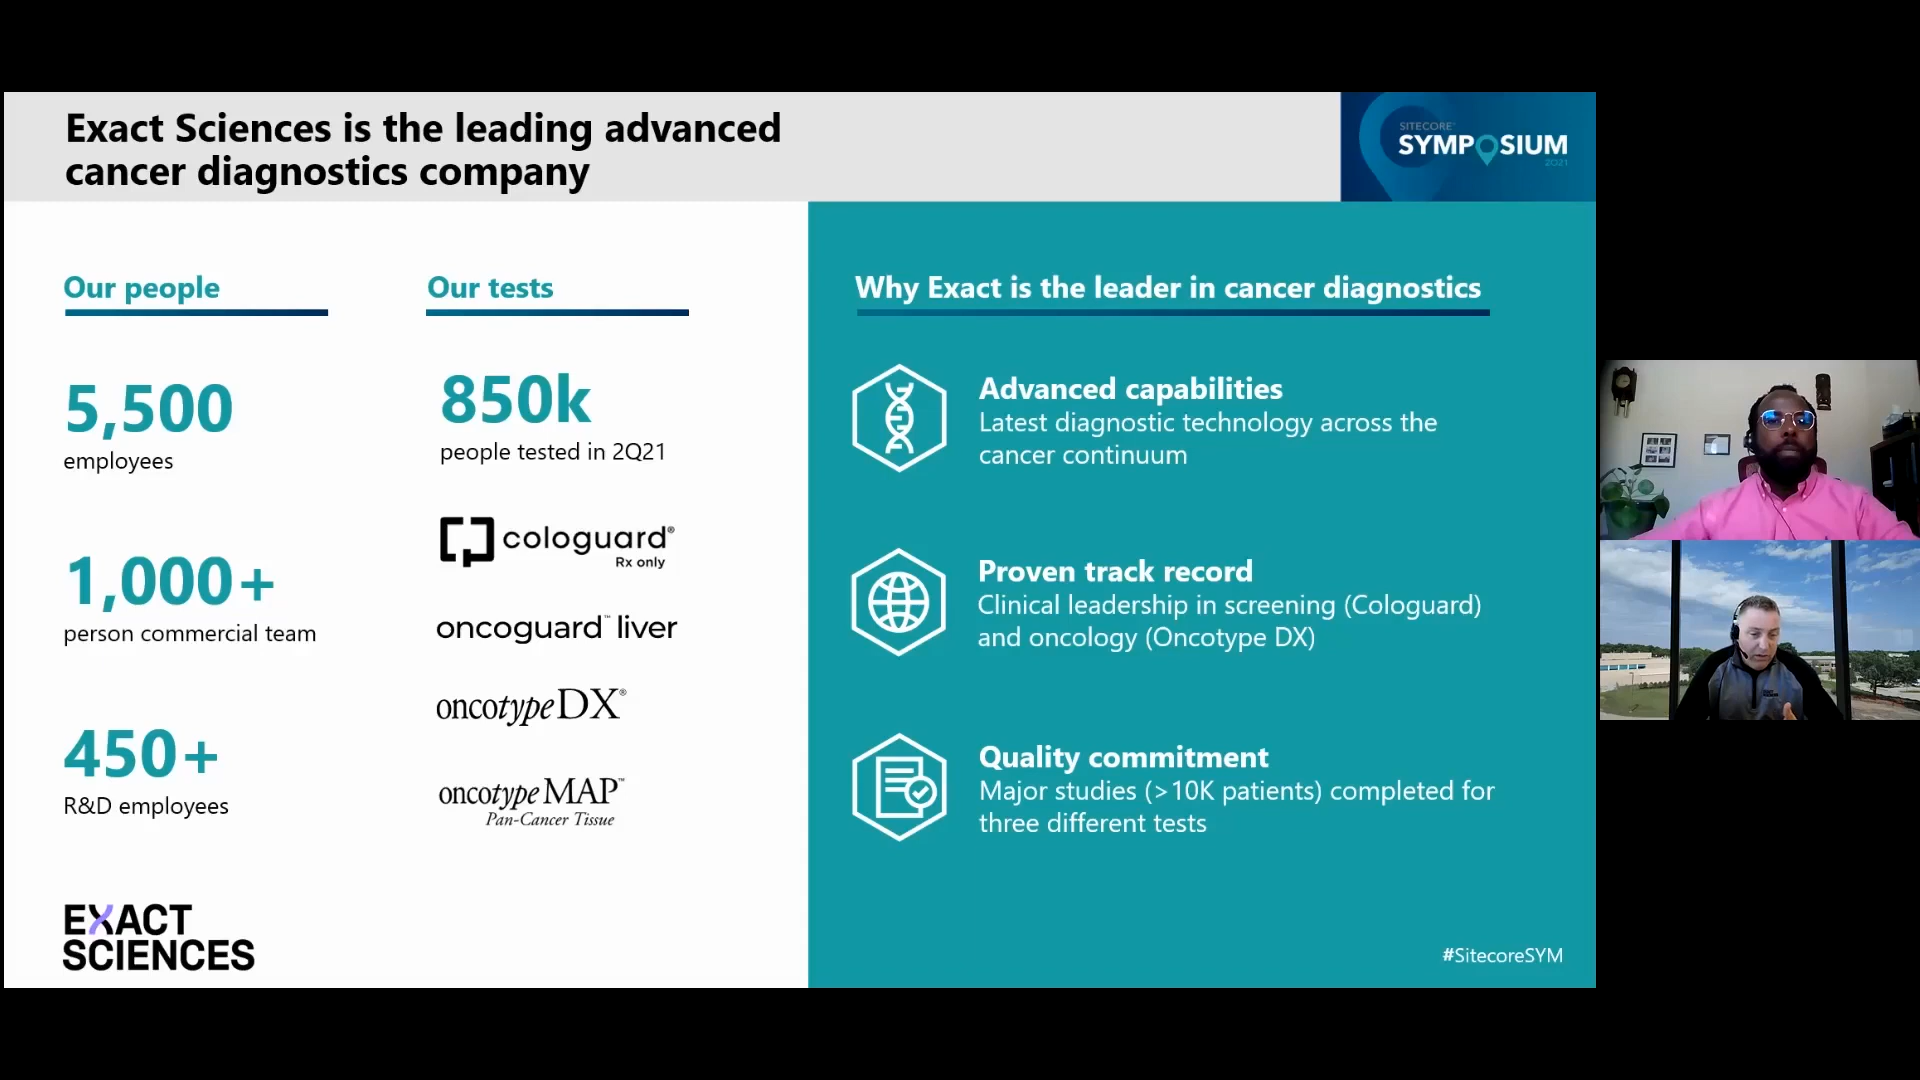 Exact Sciences is the leading advanced
cancer diagnostics company
SITECORE
SYMPOSIUM
2021
Our people
5,500
employees
1,000+
person commercial team
450+
R&D employees
Our tests
850k
people tested in 2Q21
cologuard®
Rx only
oncoguard™ liver
oncotype DX®
oncotype MAP™
Pan-Cancer Tissue
Why Exact is the leader in cancer diagnostics
Advanced capabilities
Latest diagnostic technology across the
cancer continuum
Proven track record
Clinical leadership in screening (Cologuard)
and oncology (Oncotype DX)
Quality commitment
Major studies (>10K patients) completed for
three different tests
EXACT
SCIENCES
#SitecoreSYM